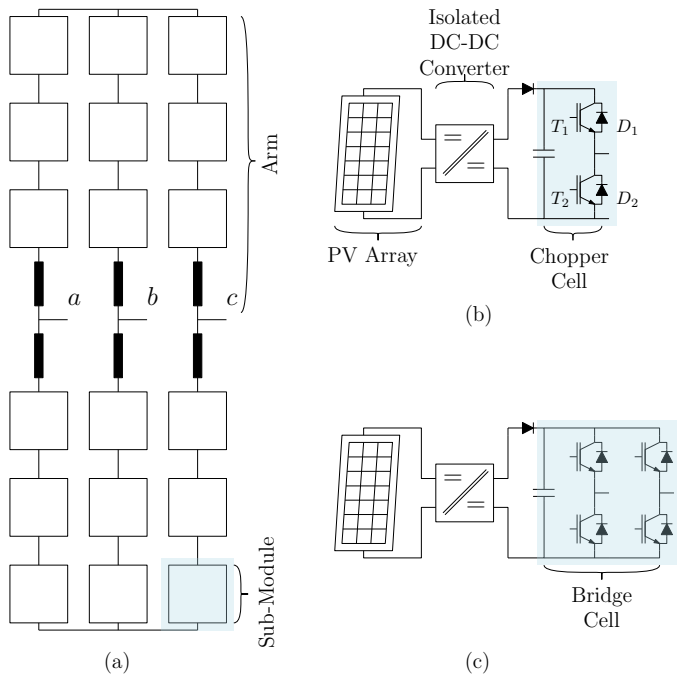 Arm
a
b
c
Sub-Module
(a)
Isolated
DC-DC
Converter
T₁
D₁
T₂
D₂
PV Array
Chopper
Cell
(b)
Bridge
Cell
(c)